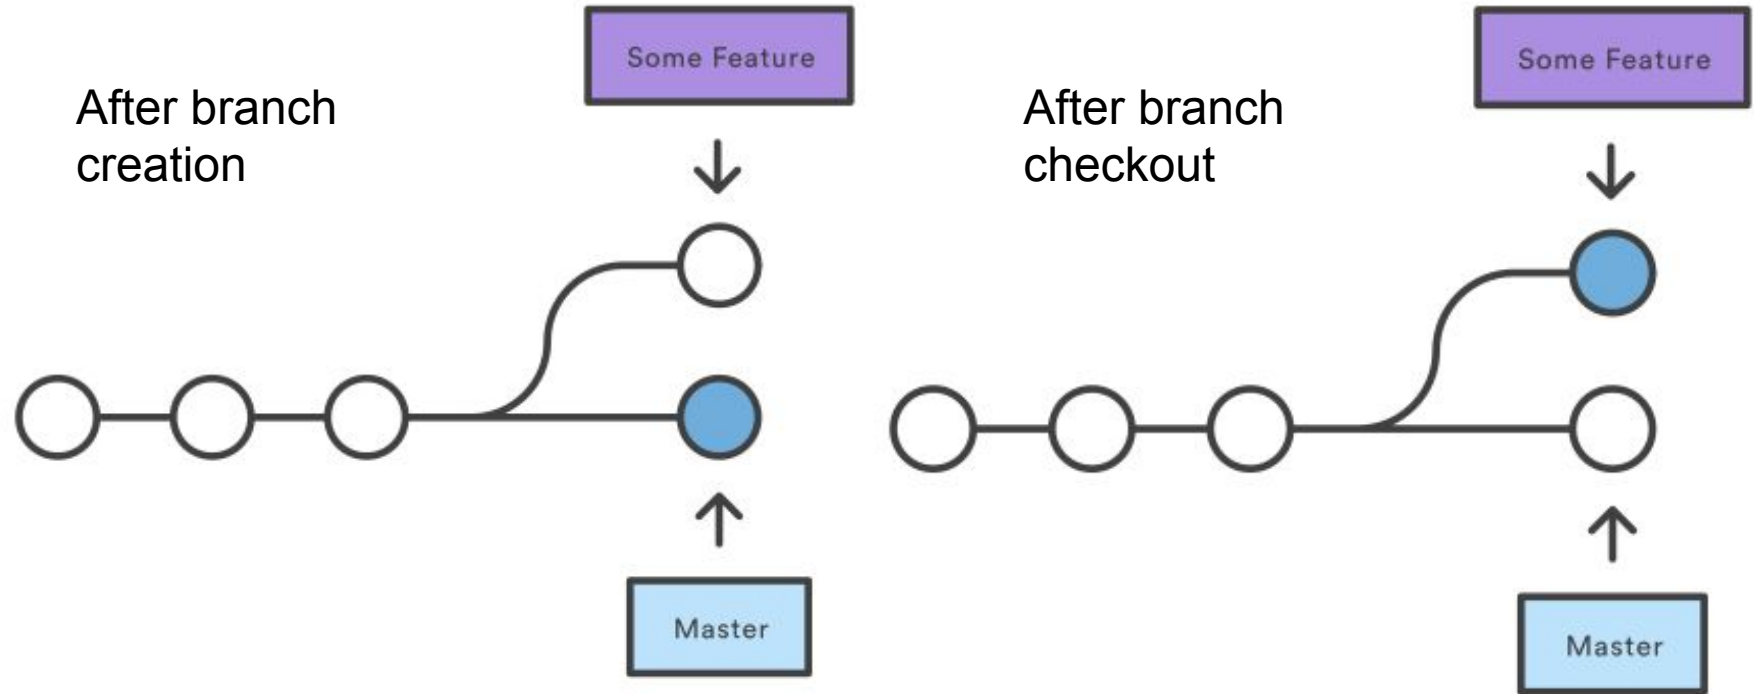 After branch
creation
Some Feature
Master
After branch
checkout
Some Feature
Master